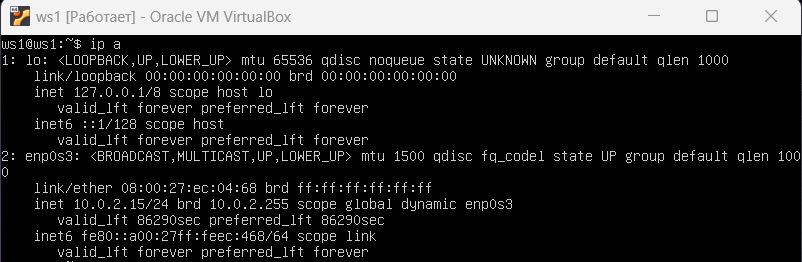 ws1 [Работает] - Oracle VM VirtualBox
ws1@ws1:~$ ip a
1: lo: <LOOPBACK,UP,LOWER_UP> mtu 65536 qdisc noqueue state UNKNOWN group default qlen 1000
    link/loopback 00:00:00:00:00:00 brd 00:00:00:00:00:00
    inet 127.0.0.1/8 scope host lo
       valid_lft forever preferred_lft forever
    inet6 ::1/128 scope host
       valid_lft forever preferred_lft forever
2: enp0s3: <BROADCAST,MULTICAST,UP,LOWER_UP> mtu 1500 qdisc fq_codel state UP group default qlen 100
0
    link/ether 08:00:27:ec:04:68 brd ff:ff:ff:ff:ff:ff
    inet 10.0.2.15/24 brd 10.0.2.255 scope global dynamic enp0s3
       valid_lft 86290sec preferred_lft 86290sec
    inet6 fe80::a00:27ff:feec:468/64 scope link
       valid_lft forever preferred_lft forever